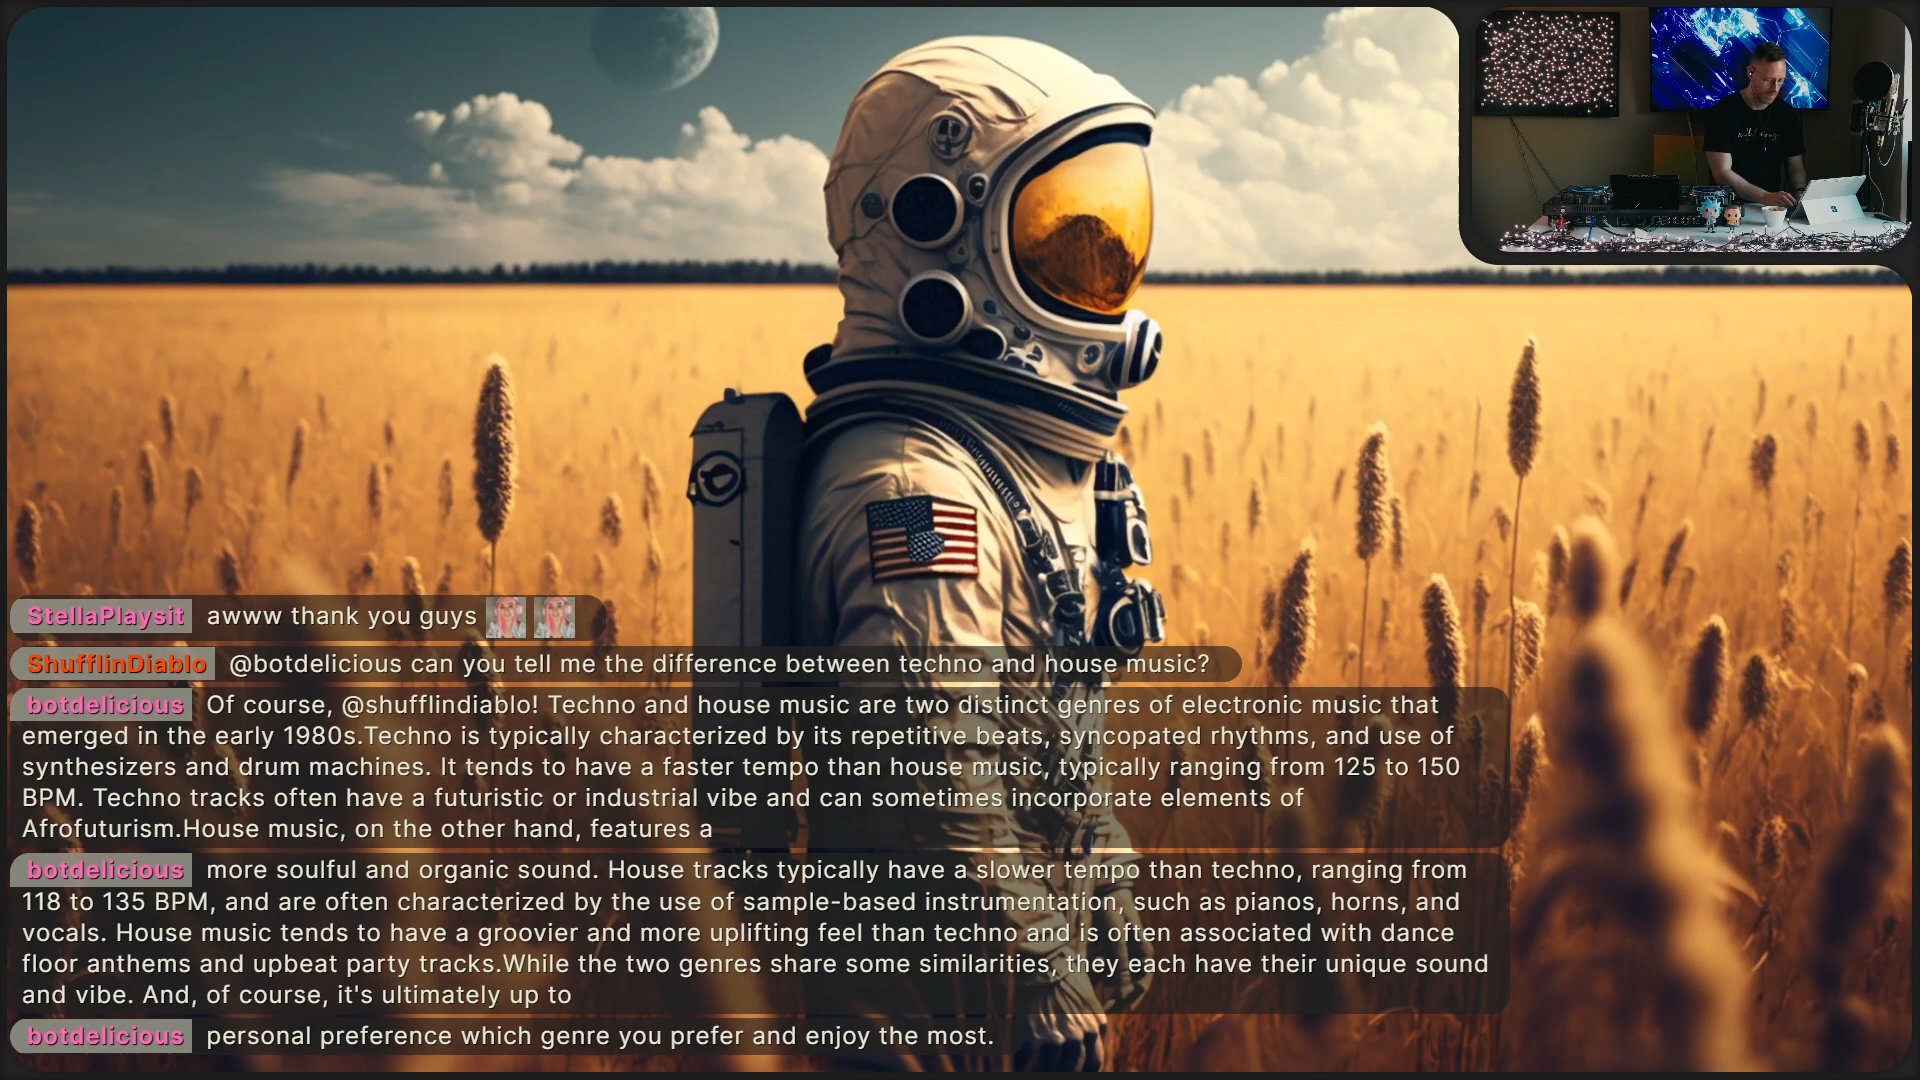 StellaPlaysit awww thank you guys
ShufflinDiablo @botdelicious can you tell me the difference between techno and house music?
botdelicious Of course, @shufflindiablo! Techno and house music are two distinct genres of electronic music that
emerged in the early 1980s.Techno is typically characterized by its repetitive beats, syncopated rhythms, and use of
synthesizers and drum machines. It tends to have a faster tempo than house music, typically ranging from 125 to 150
BPM. Techno tracks often have a futuristic or industrial vibe and can sometimes incorporate elements of
Afrofuturism.House music, on the other hand, features a
botdelicious more soulful and organic sound. House tracks typically have a slower tempo than techno, ranging from
118 to 135 BPM, and are often characterized by the use of sample-based instrumentation, such as pianos, horns, and
vocals. House music tends to have a groovier and more uplifting feel than techno and is often associated with dance
floor anthems and upbeat party tracks.While the two genres share some similarities, they each have their unique sound
and vibe. And, of course, it's ultimately up to
botdelicious personal preference which genre you prefer and enjoy the most.